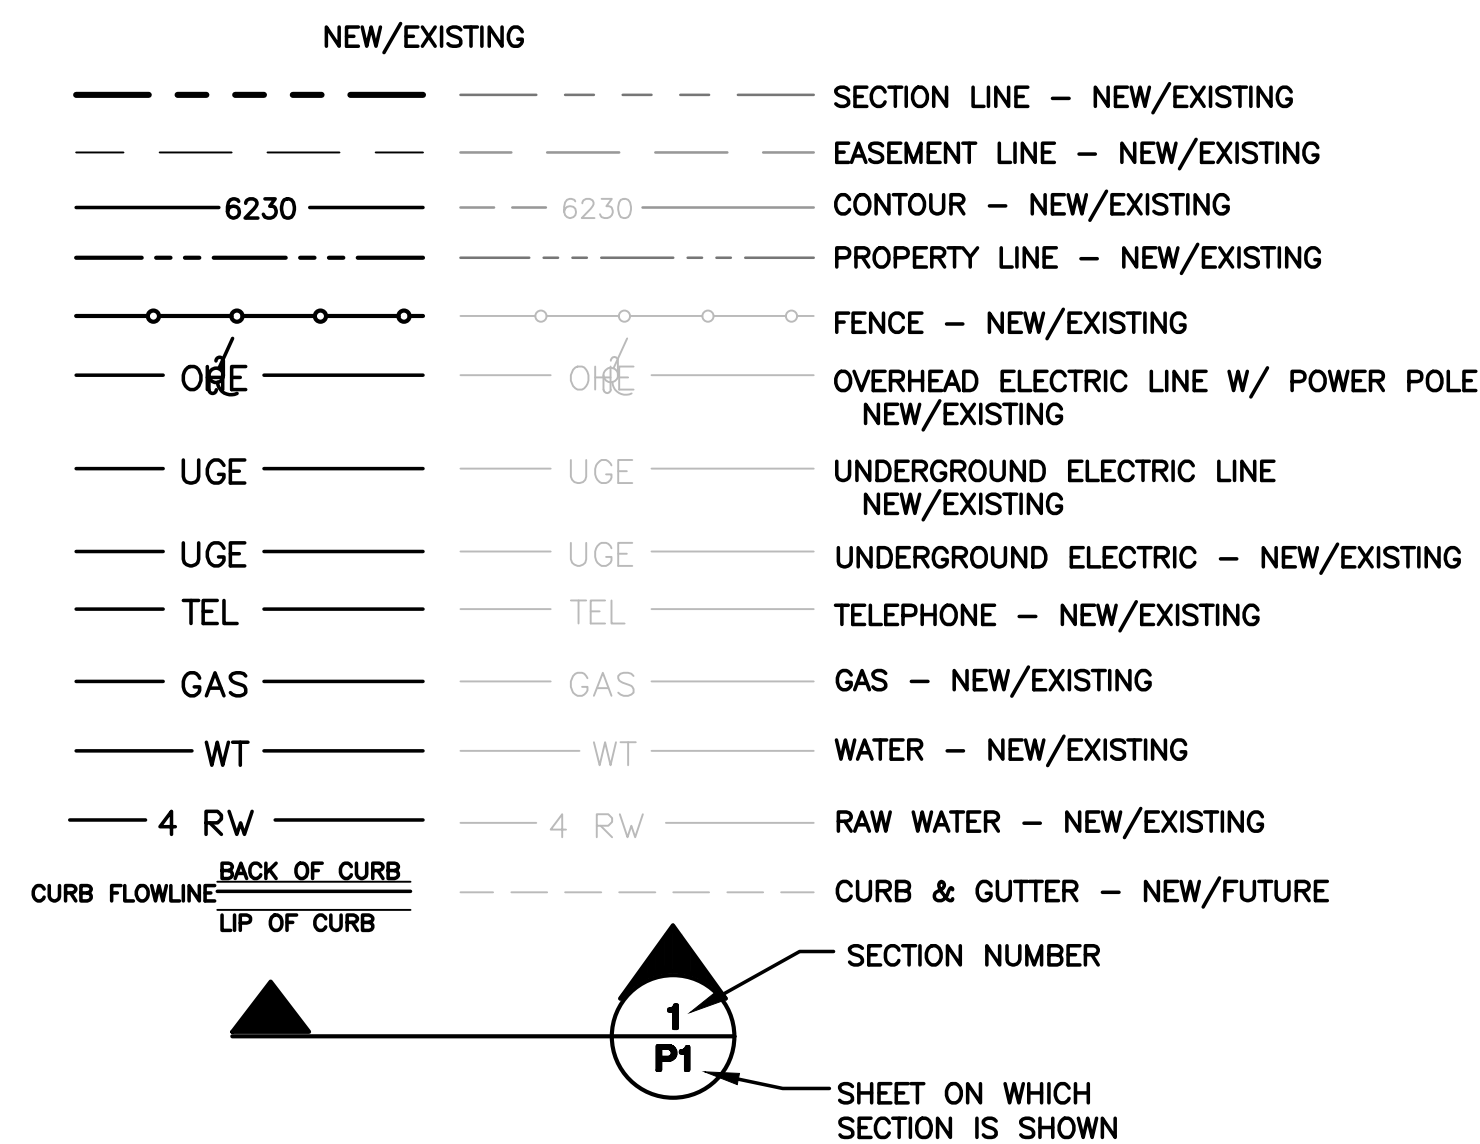 NEW/EXISTING
SECTION LINE - NEW/EXISTING
EASEMENT LINE - NEW/EXISTING
6230 6230 CONTOUR - NEW/EXISTING
PROPERTY LINE - NEW/EXISTING
FENCE - NEW/EXISTING
OHE OHE OVERHEAD ELECTRIC LINE W/ POWER POLE
NEW/EXISTING
UGE UGE UNDERGROUND ELECTRIC LINE
NEW/EXISTING
UGE UGE UNDERGROUND ELECTRIC - NEW/EXISTING
TEL TEL TELEPHONE - NEW/EXISTING
GAS GAS GAS - NEW/EXISTING
WT WT WATER - NEW/EXISTING
4 RW 4 RW RAW WATER - NEW/EXISTING
BACK OF CURB
CURB FLOWLINE CURB & GUTTER - NEW/FUTURE
LIP OF CURB
SECTION NUMBER
1
P1
SHEET ON WHICH
SECTION IS SHOWN